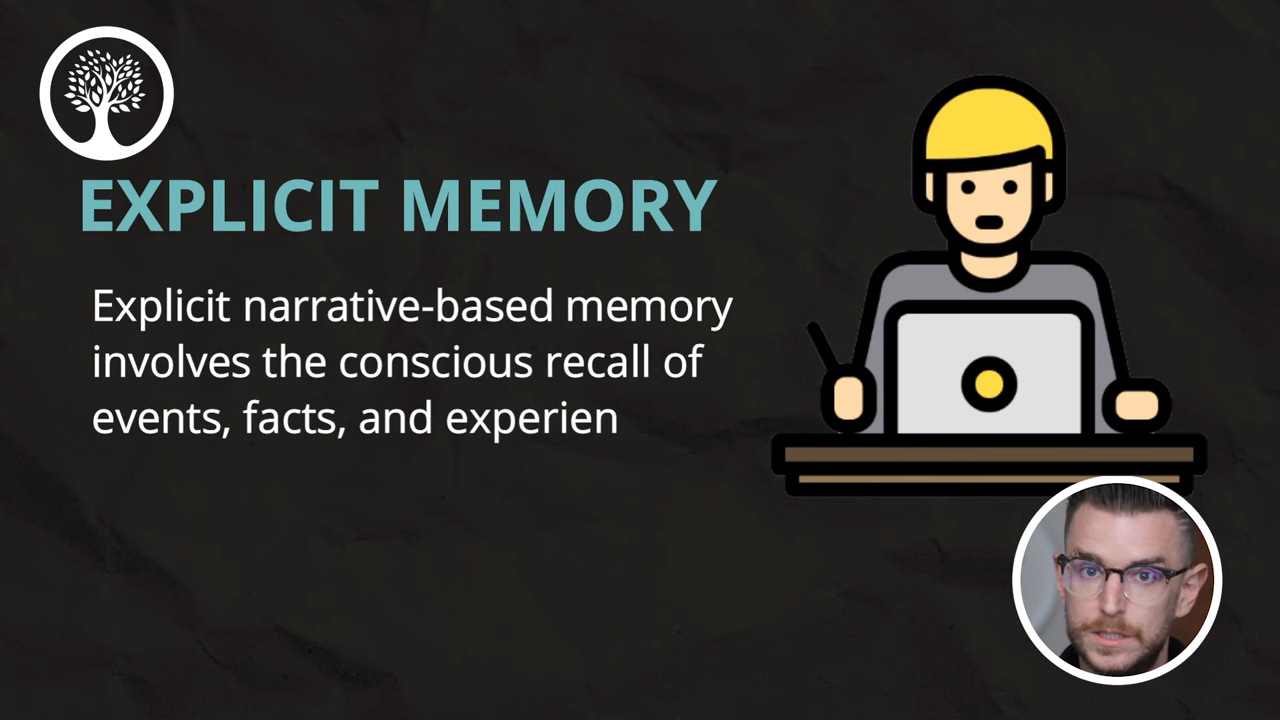 EXPLICIT MEMORY
Explicit narrative-based memory
involves the conscious recall of
events, facts, and experien